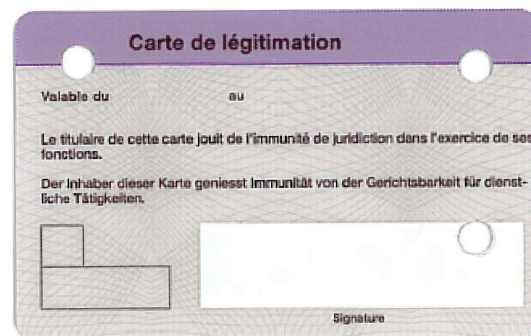 Carte de légitimation
Valable du au
Le titulaire de cette carte jouit de l'immunité de juridiction dans l'exercice de ses
fonctions.
Der Inhaber dieser Karte geniesst Immunität von der Gerichtsbarkeit für dienst-
liche Tätigkeiten.
Signature